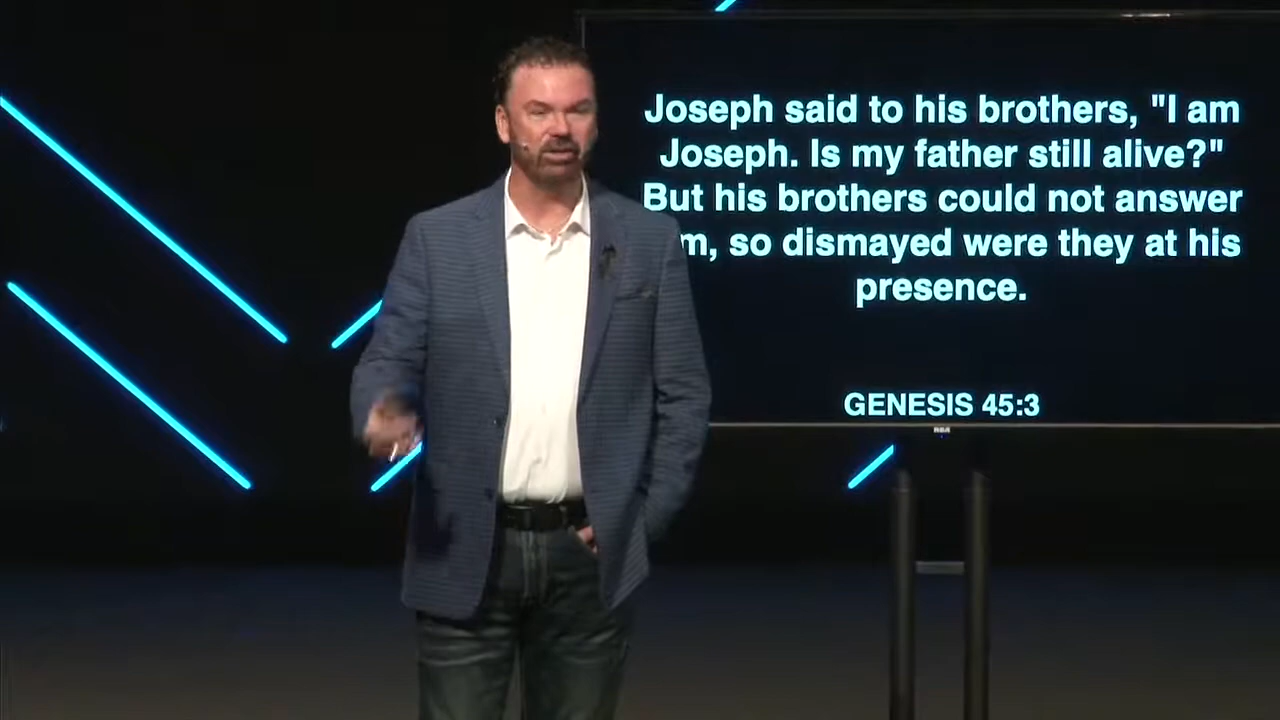 Joseph said to his brothers, "I am
Joseph. Is my father still alive?"
But his brothers could not answer
m, so dismayed were they at his
presence.
GENESIS 45:3
RCA